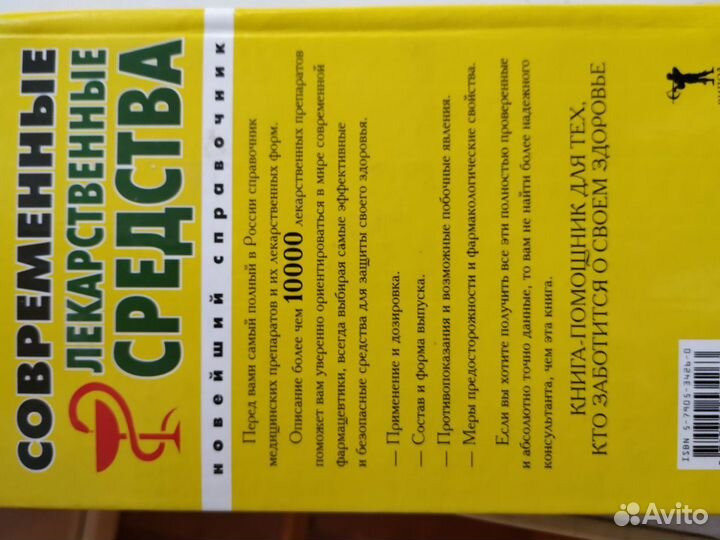 СОВРЕМЕННЫЕ
ЛЕКАРСТВЕННЫЕ
СРЕДСТВА
новейший справочник
Перед вами самый полный в России справочник
медицинских препаратов и их лекарственных форм.
Описание более чем 10000 лекарственных препаратов
поможет вам уверенно ориентироваться в мире современной
фармацевтики, всегда выбирая самые эффективные
и безопасные средства для защиты своего здоровья.
— Применение и дозировка.
— Состав и форма выпуска.
— Противопоказания и возможные побочные явления.
— Меры предосторожности и фармакологические свойства.
Если вы хотите получить все эти полностью проверенные
и абсолютно точно данные, то вам не найти более надежного
консультанта, чем эта книга.
КНИГА-ПОМОЩНИК ДЛЯ ТЕХ,
КТО ЗАБОТИТСЯ О СВОЕМ ЗДОРОВЬЕ
ISBN 5-7905-3426-0
Avito